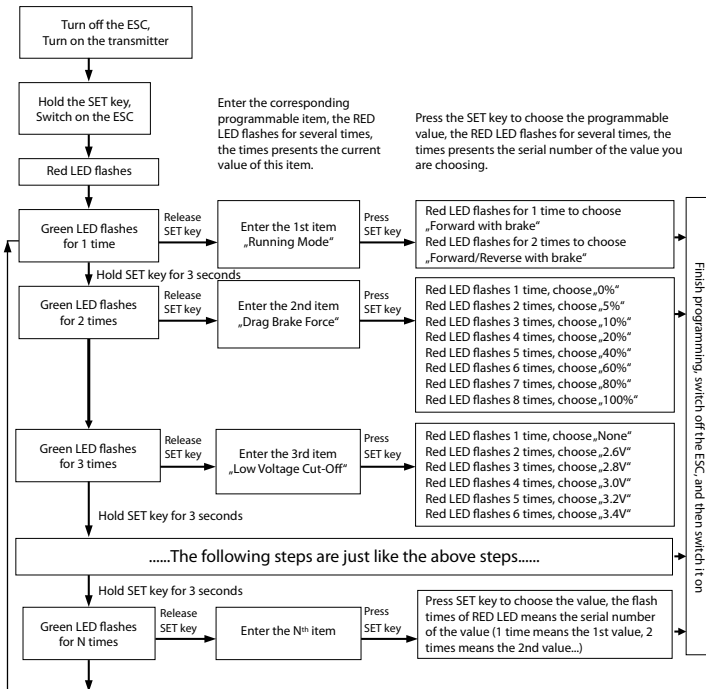 Turn off the ESC,
Turn on the transmitter
Hold the SET key,
Switch on the ESC
Enter the corresponding
programmable item, the RED
LED flashes for several times,
the times presents the current
value of this item.
Press the SET key to choose the programmable
value, the RED LED flashes for several times, the
times presents the serial number of the value you
are choosing.
Red LED flashes
Green LED flashes
for 1 time
Release
SET key
Enter the 1st item
„Running Mode“
Press
SET key
Red LED flashes for 1 time to choose
„Forward with brake“
Red LED flashes for 2 times to choose
„Forward/Reverse with brake“
Hold SET key for 3 seconds
Green LED flashes
for 2 times
Release
SET key
Enter the 2nd item
„Drag Brake Force“
Press
SET key
Red LED flashes 1 time, choose „0%“
Red LED flashes 2 times, choose „5%“
Red LED flashes 3 times, choose „10%“
Red LED flashes 4 times, choose „20%“
Red LED flashes 5 times, choose „40%“
Red LED flashes 6 times, choose „60%“
Red LED flashes 7 times, choose „80%“
Red LED flashes 8 times, choose „100%“
Green LED flashes
for 3 times
Release
SET key
Enter the 3rd item
„Low Voltage Cut-Off“
Press
SET key
Red LED flashes 1 time, choose „None“
Red LED flashes 2 times, choose „2.6V“
Red LED flashes 3 times, choose „2.8V“
Red LED flashes 4 times, choose „3.0V“
Red LED flashes 5 times, choose „3.2V“
Red LED flashes 6 times, choose „3.4V“
Hold SET key for 3 seconds
......The following steps are just like the above steps......
Hold SET key for 3 seconds
Green LED flashes
for N times
Release
SET key
Enter the Nth item
Press
SET key
Press SET key to choose the value, the flash
times of RED LED means the serial number
of the value (1 time means the 1st value, 2
times means the 2nd value...)
Finish programming, switch off the ESC, and then switch it on